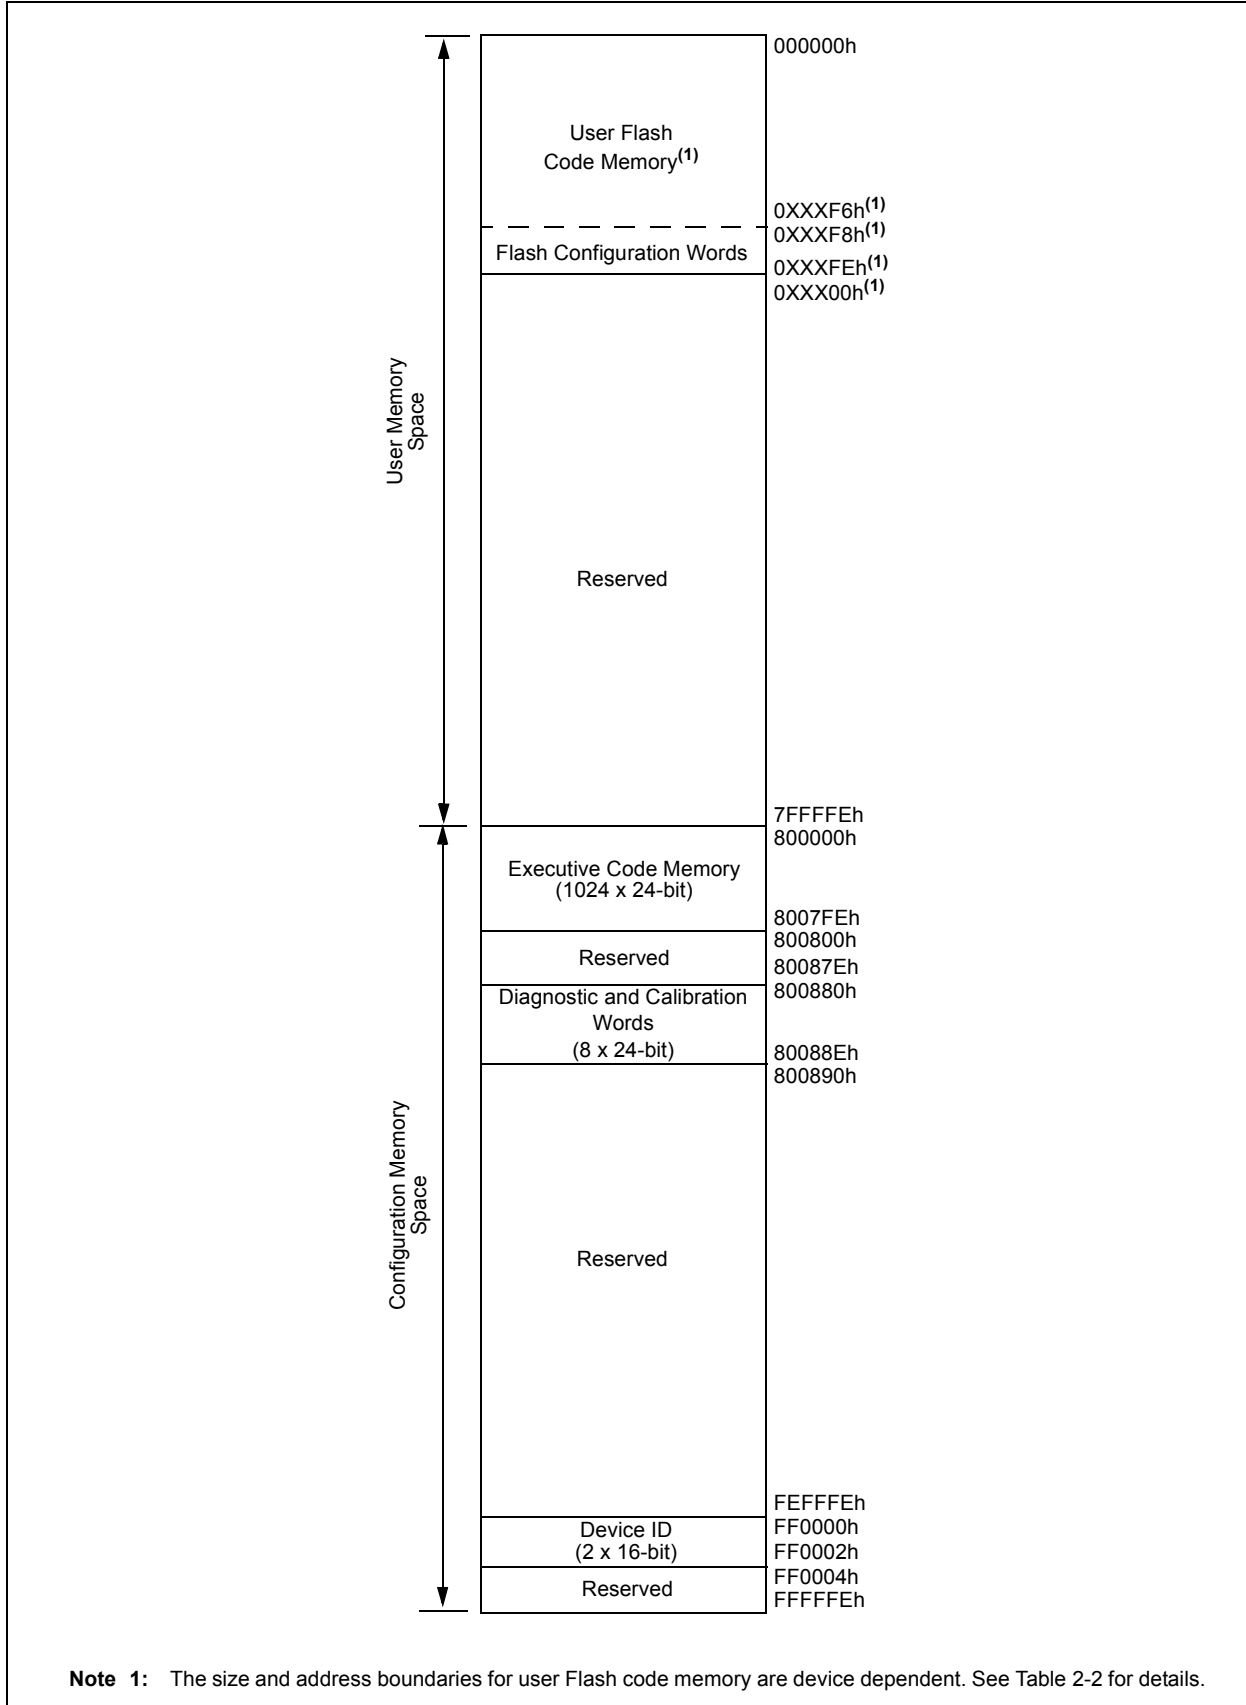 000000h
User Flash
Code Memory(1)
0XXXF6h(1)
0XXXF8h(1)
Flash Configuration Words
0XXXFEh(1)
0XXX00h(1)
User Memory
Space
Reserved
7FFFFEh
800000h
Executive Code Memory
(1024 x 24-bit)
8007FEh
800800h
Reserved
80087Eh
800880h
Diagnostic and Calibration
Words
(8 x 24-bit)
80088Eh
800890h
Configuration Memory
Space
Reserved
FEFFFEh
FF0000h
Device ID
(2 x 16-bit)
FF0002h
FF0004h
Reserved
FFFFFEh
Note 1: The size and address boundaries for user Flash code memory are device dependent. See Table 2-2 for details.